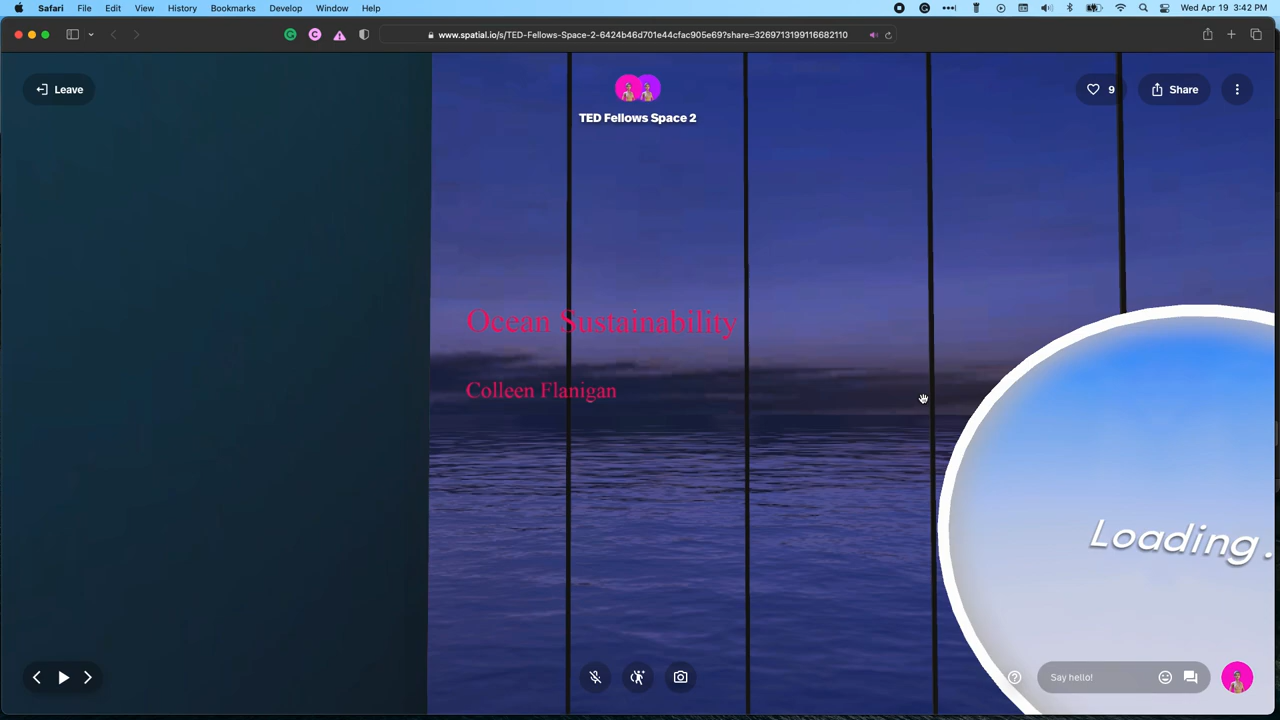 Safari File Edit View History Bookmarks Develop Window Help Wed Apr 19 3:42 PM
www.spatial.io/s/TED-Fellows-Space-2-6424b46d701e44cfac905e69?share=3269713199116682110
Leave
9
Share
TED Fellows Space 2
Ocean Sustainability
Colleen Flanigan
Loading.
Say hello!